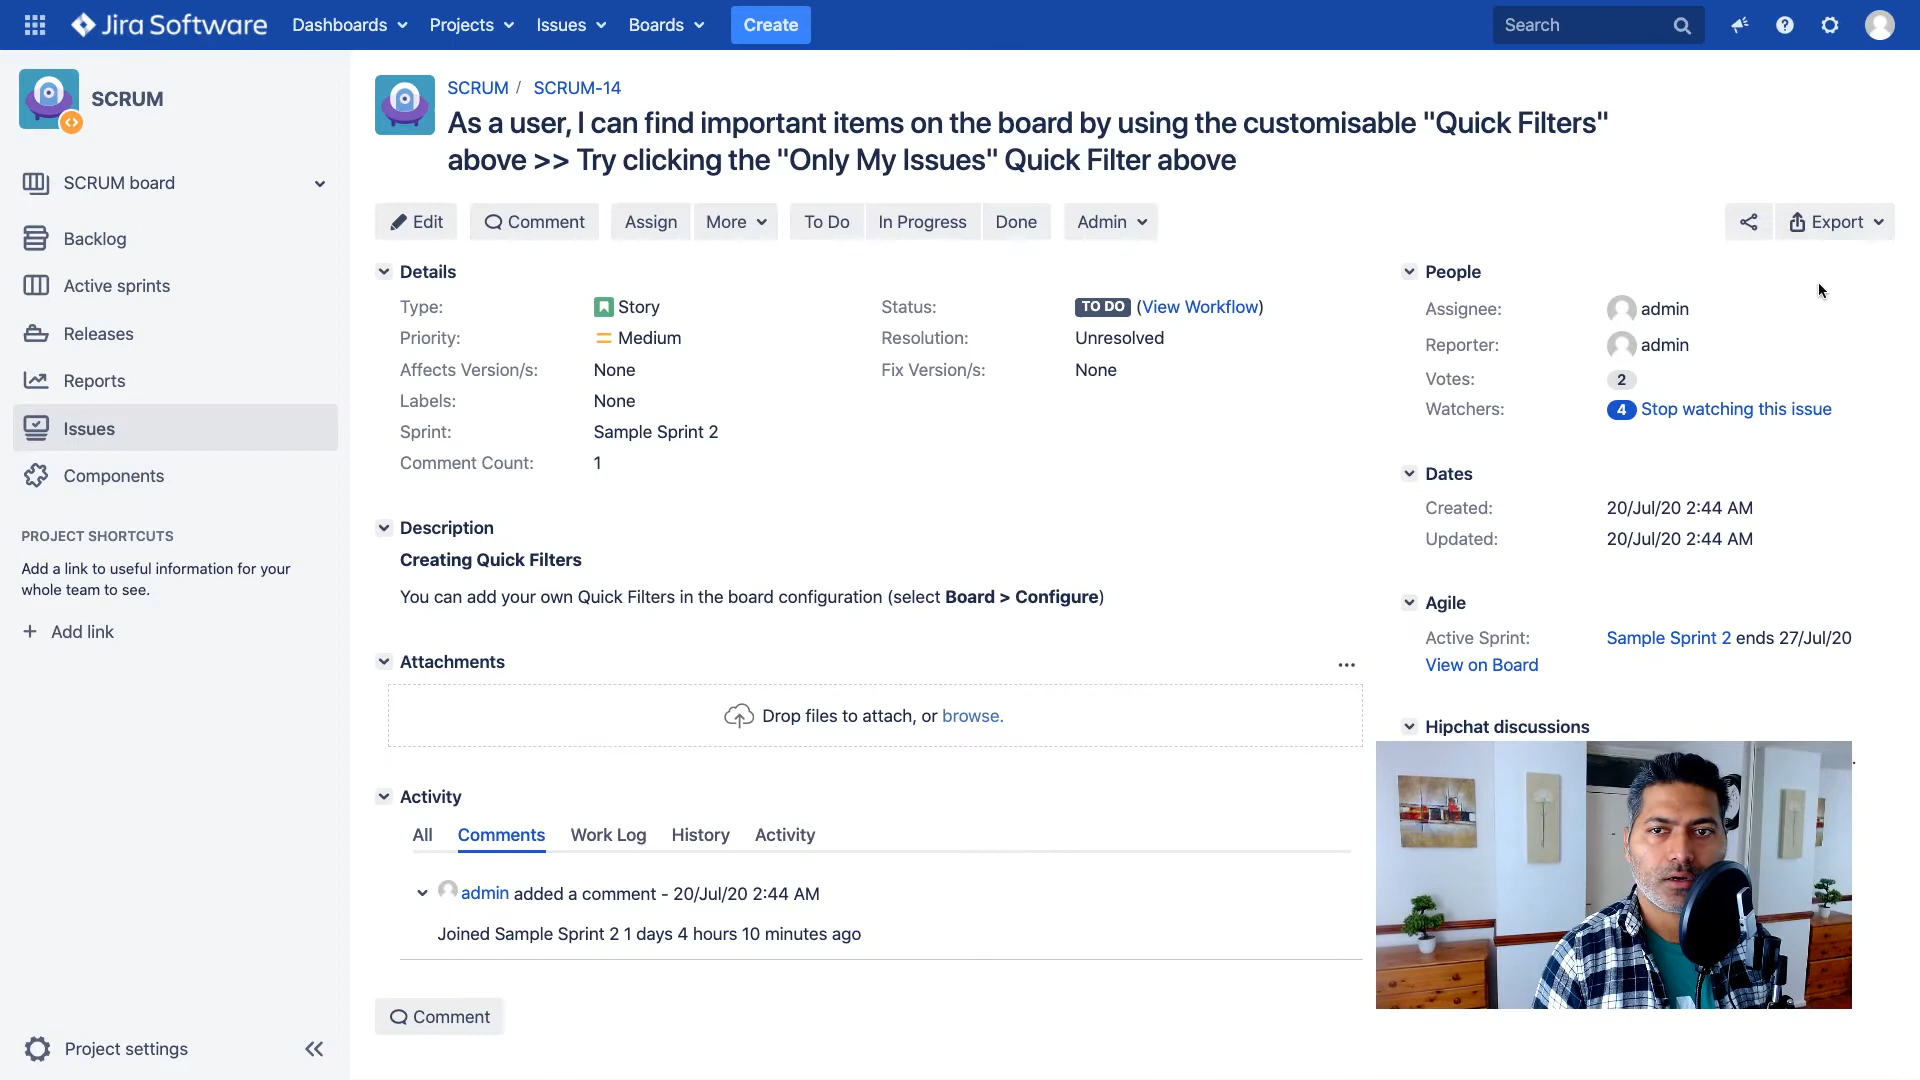 Jira Software Dashboards Projects Issues Boards Create Search
SCRUM
SCRUM board
Backlog
Active sprints
Releases
Reports
Issues
Components
PROJECT SHORTCUTS
Add a link to useful information for your
whole team to see.
+ Add link
Project settings
SCRUM / SCRUM-14
As a user, I can find important items on the board by using the customisable "Quick Filters"
above >> Try clicking the "Only My Issues" Quick Filter above
Edit Comment Assign More To Do In Progress Done Admin Export
Details
Type: Story Status: TO DO (View Workflow)
Priority: Medium Resolution: Unresolved
Affects Version/s: None Fix Version/s: None
Labels: None
Sprint: Sample Sprint 2
Comment Count: 1
Description
Creating Quick Filters
You can add your own Quick Filters in the board configuration (select Board > Configure)
Attachments
Drop files to attach, or browse.
Activity
All Comments Work Log History Activity
admin added a comment - 20/Jul/20 2:44 AM
Joined Sample Sprint 2 1 days 4 hours 10 minutes ago
Comment
People
Assignee: admin
Reporter: admin
Votes: 2
Watchers: 4 Stop watching this issue
Dates
Created: 20/Jul/20 2:44 AM
Updated: 20/Jul/20 2:44 AM
Agile
Active Sprint: Sample Sprint 2 ends 27/Jul/20
View on Board
Hipchat discussions